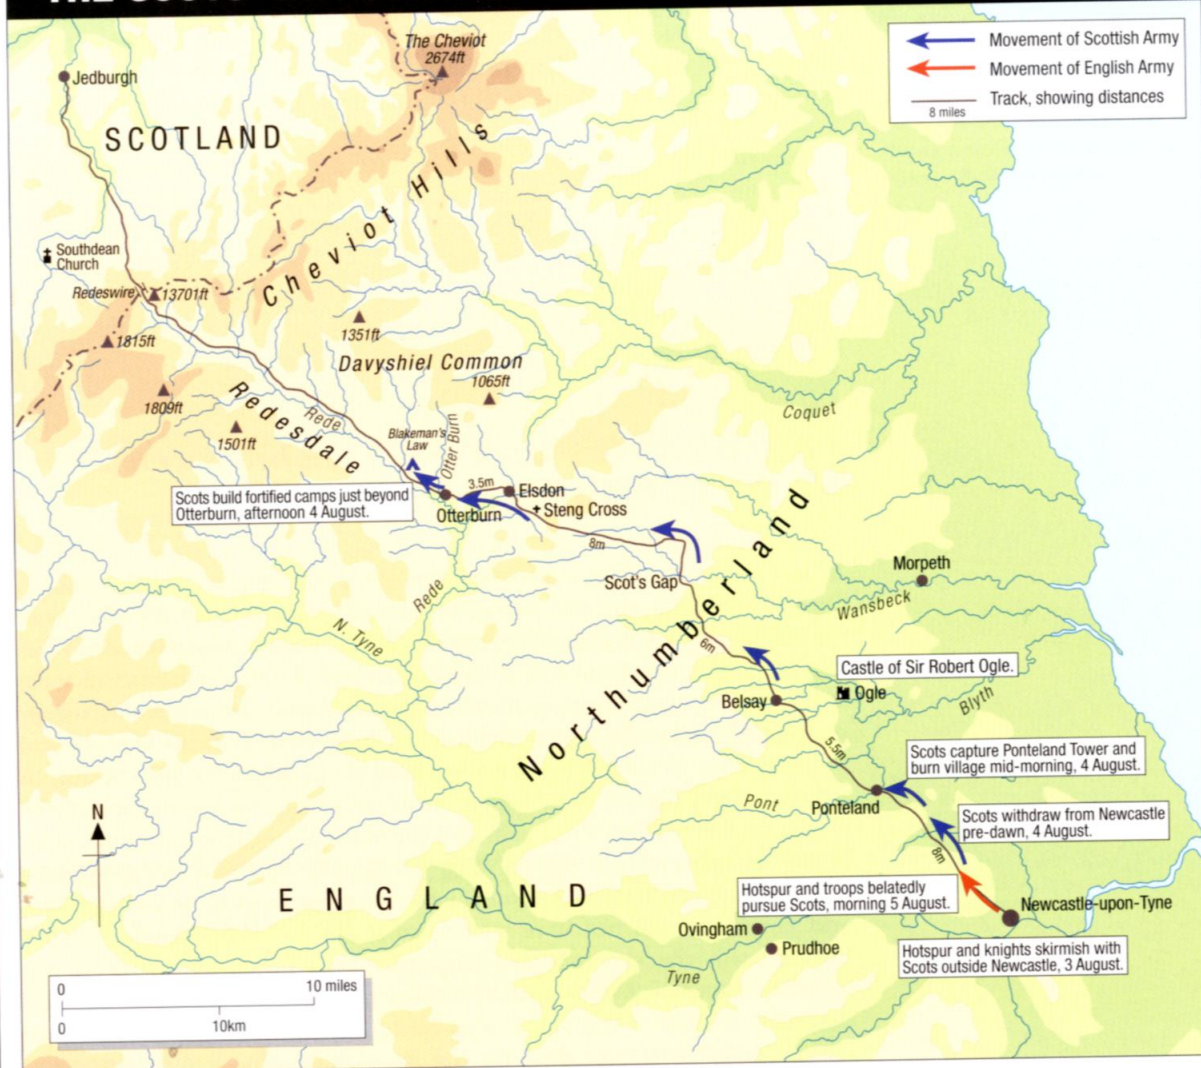 Movement of Scottish Army
Movement of English Army
8 miles
Track, showing distances
The Cheviot
2674ft
Jedburgh
SCOTLAND
Cheviot Hills
Southdean
Church
Redeswire
13701ft
1815ft
1351ft
Davyshiel Common
1065ft
1809ft
1501ft
Redesdale
Rede
Coquet
Blakeman's
Law
Otter Burn
3.5m
Elsdon
Steng Cross
Scots build fortified camps just beyond
Otterburn, afternoon 4 August.
Otterburn
8m
Scot's Gap
Morpeth
Wansbeck
Rede
N. Tyne
Northumberland
6m
Castle of Sir Robert Ogle.
Ogle
Blyth
Belsay
5.5m
Scots capture Ponteland Tower and
burn village mid-morning, 4 August.
Pont
Ponteland
Scots withdraw from Newcastle
pre-dawn, 4 August.
8m
N
ENGLAND
Hotspur and troops belatedly
pursue Scots, morning 5 August.
Newcastle-upon-Tyne
Ovingham
Prudhoe
Hotspur and knights skirmish with
Scots outside Newcastle, 3 August.
Tyne
0 10 miles
0 10km